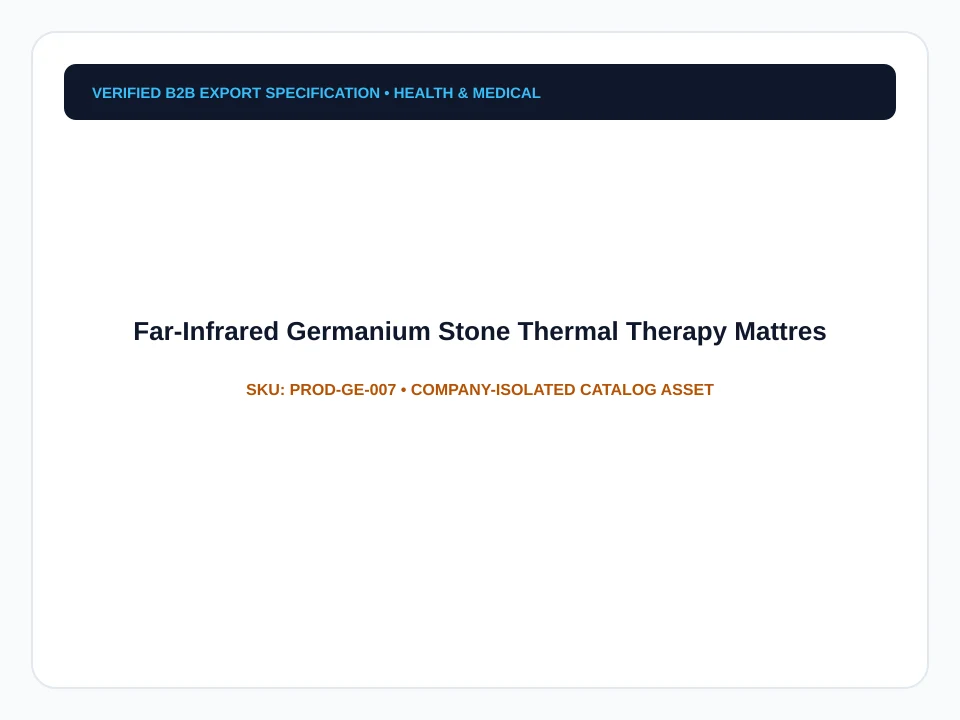 VERIFIED B2B EXPORT SPECIFICATION • HEALTH & MEDICAL
Far-Infrared Germanium Stone Thermal Therapy Mattres
SKU: PROD-GE-007 • COMPANY-ISOLATED CATALOG ASSET